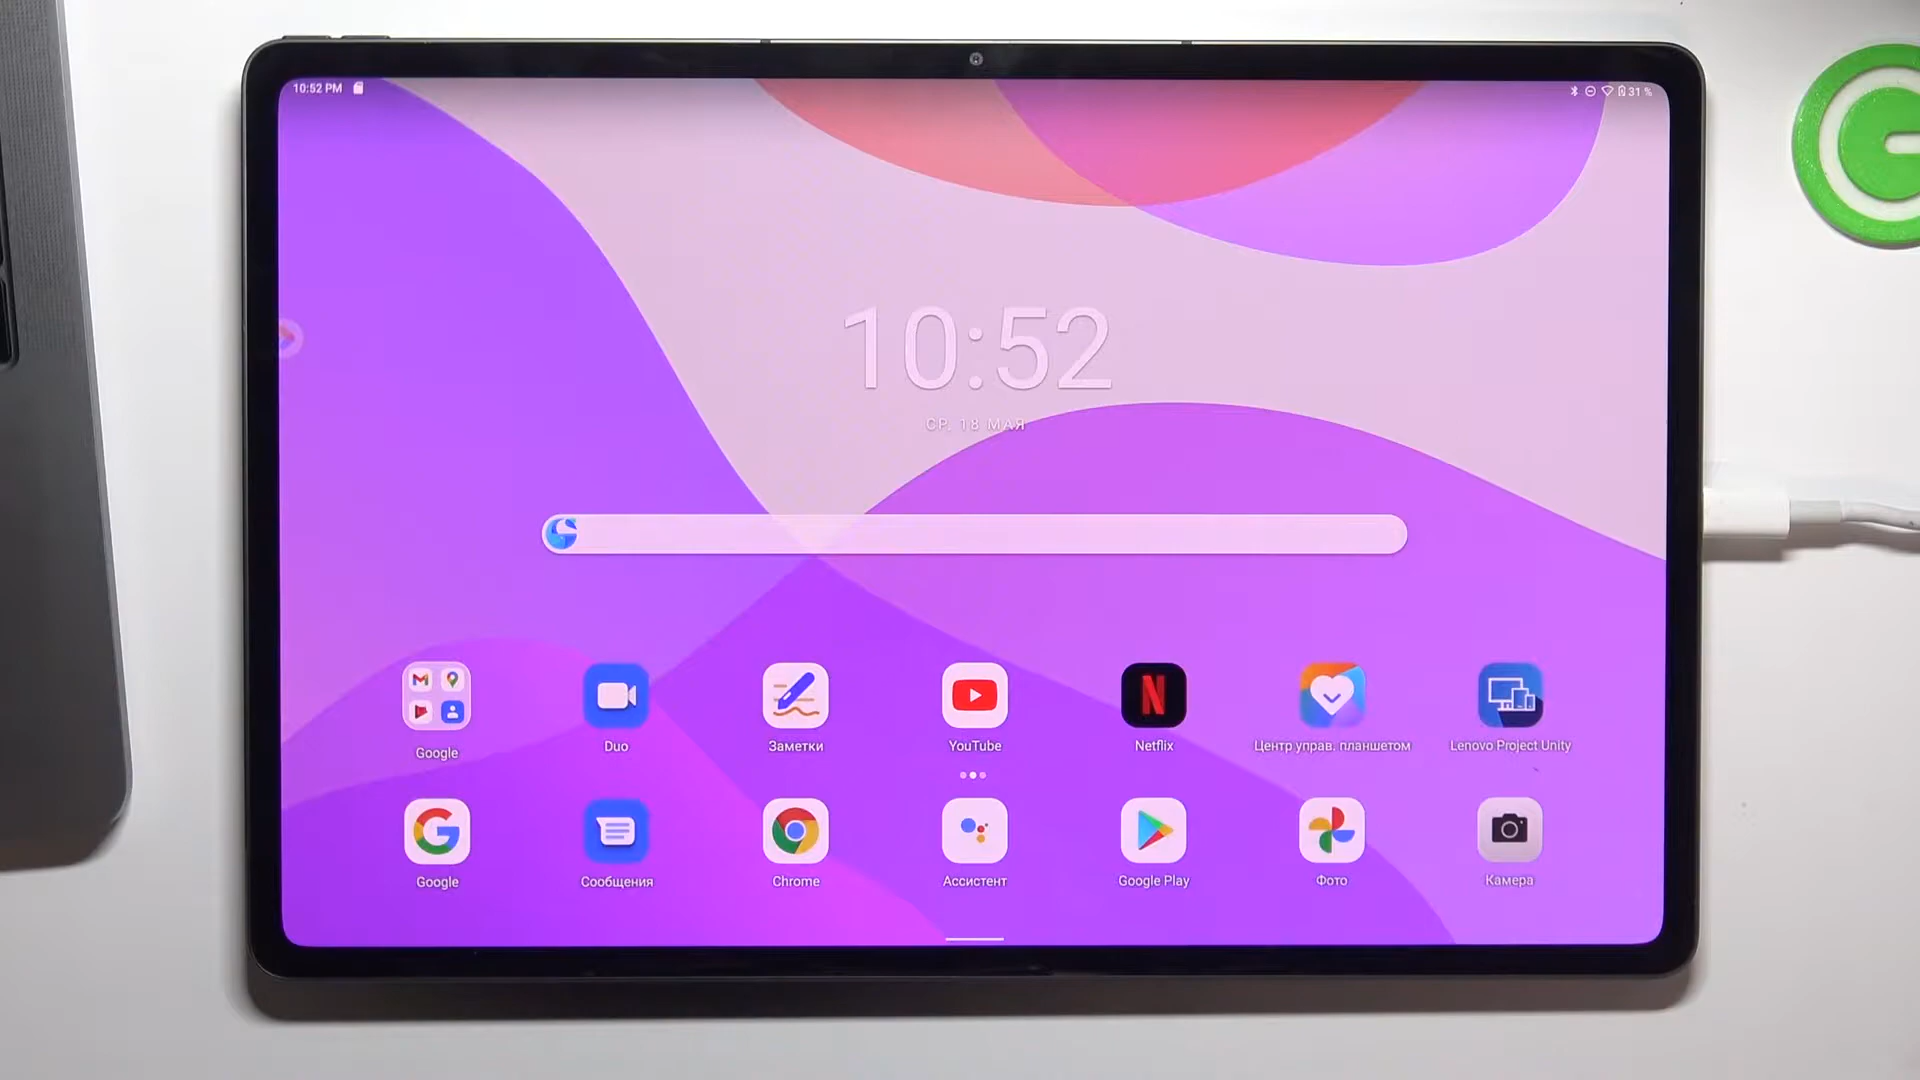 10:52 PM
31 %
10:52
СР, 18 МАЯ
Google
Duo
Заметки
YouTube
N
Netflix
Центр управ. планшетом
Lenovo Project Unity
Google
Сообщения
Chrome
Ассистент
Google Play
Фото
Камера